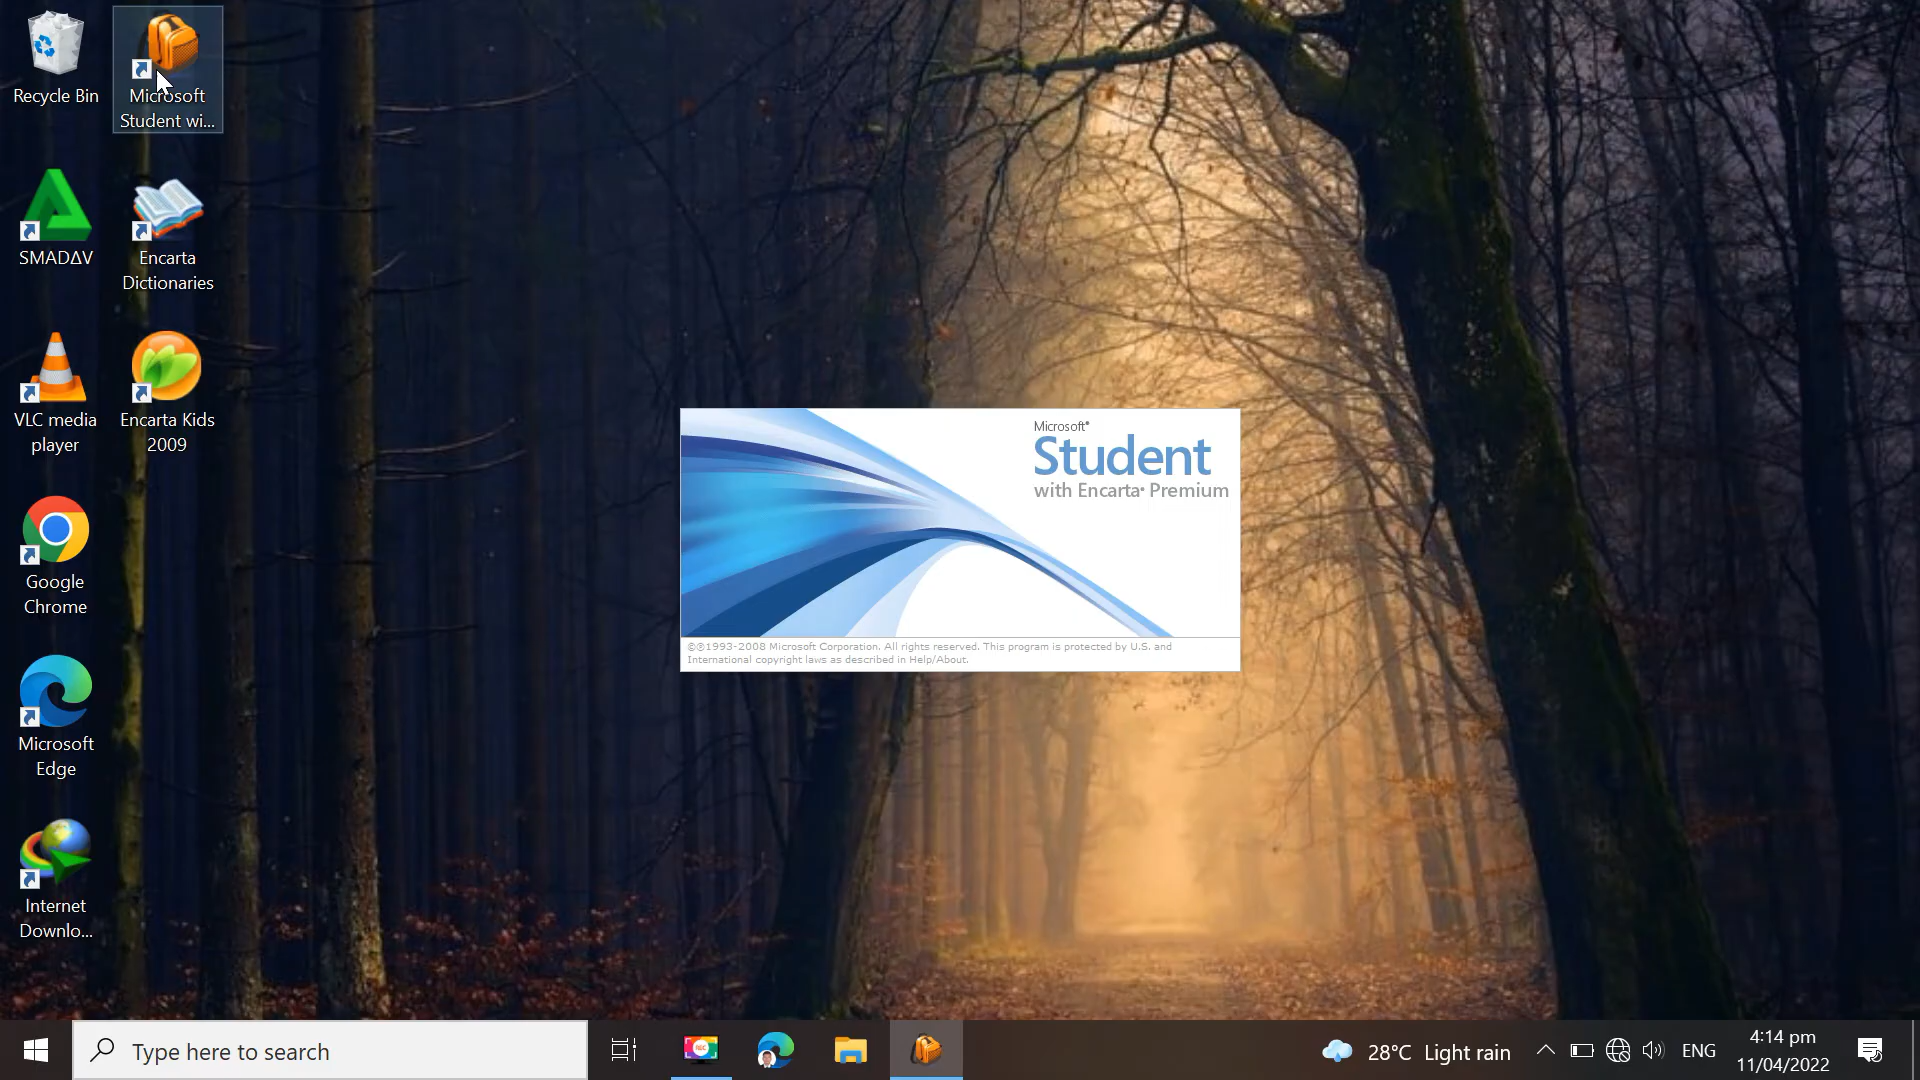 Recycle Bin
Microsoft
Student wi...
SMADΔV
Encarta
Dictionaries
VLC media
player
Encarta Kids
2009
Google
Chrome
Microsoft
Edge
Internet
Downlo...
Microsoft®
Student
with Encarta® Premium
©℗1993-2008 Microsoft Corporation. All rights reserved. This program is protected by U.S. and
International copyright laws as described in Help/About.
Type here to search
28°C Light rain
ENG
4:14 pm
11/04/2022